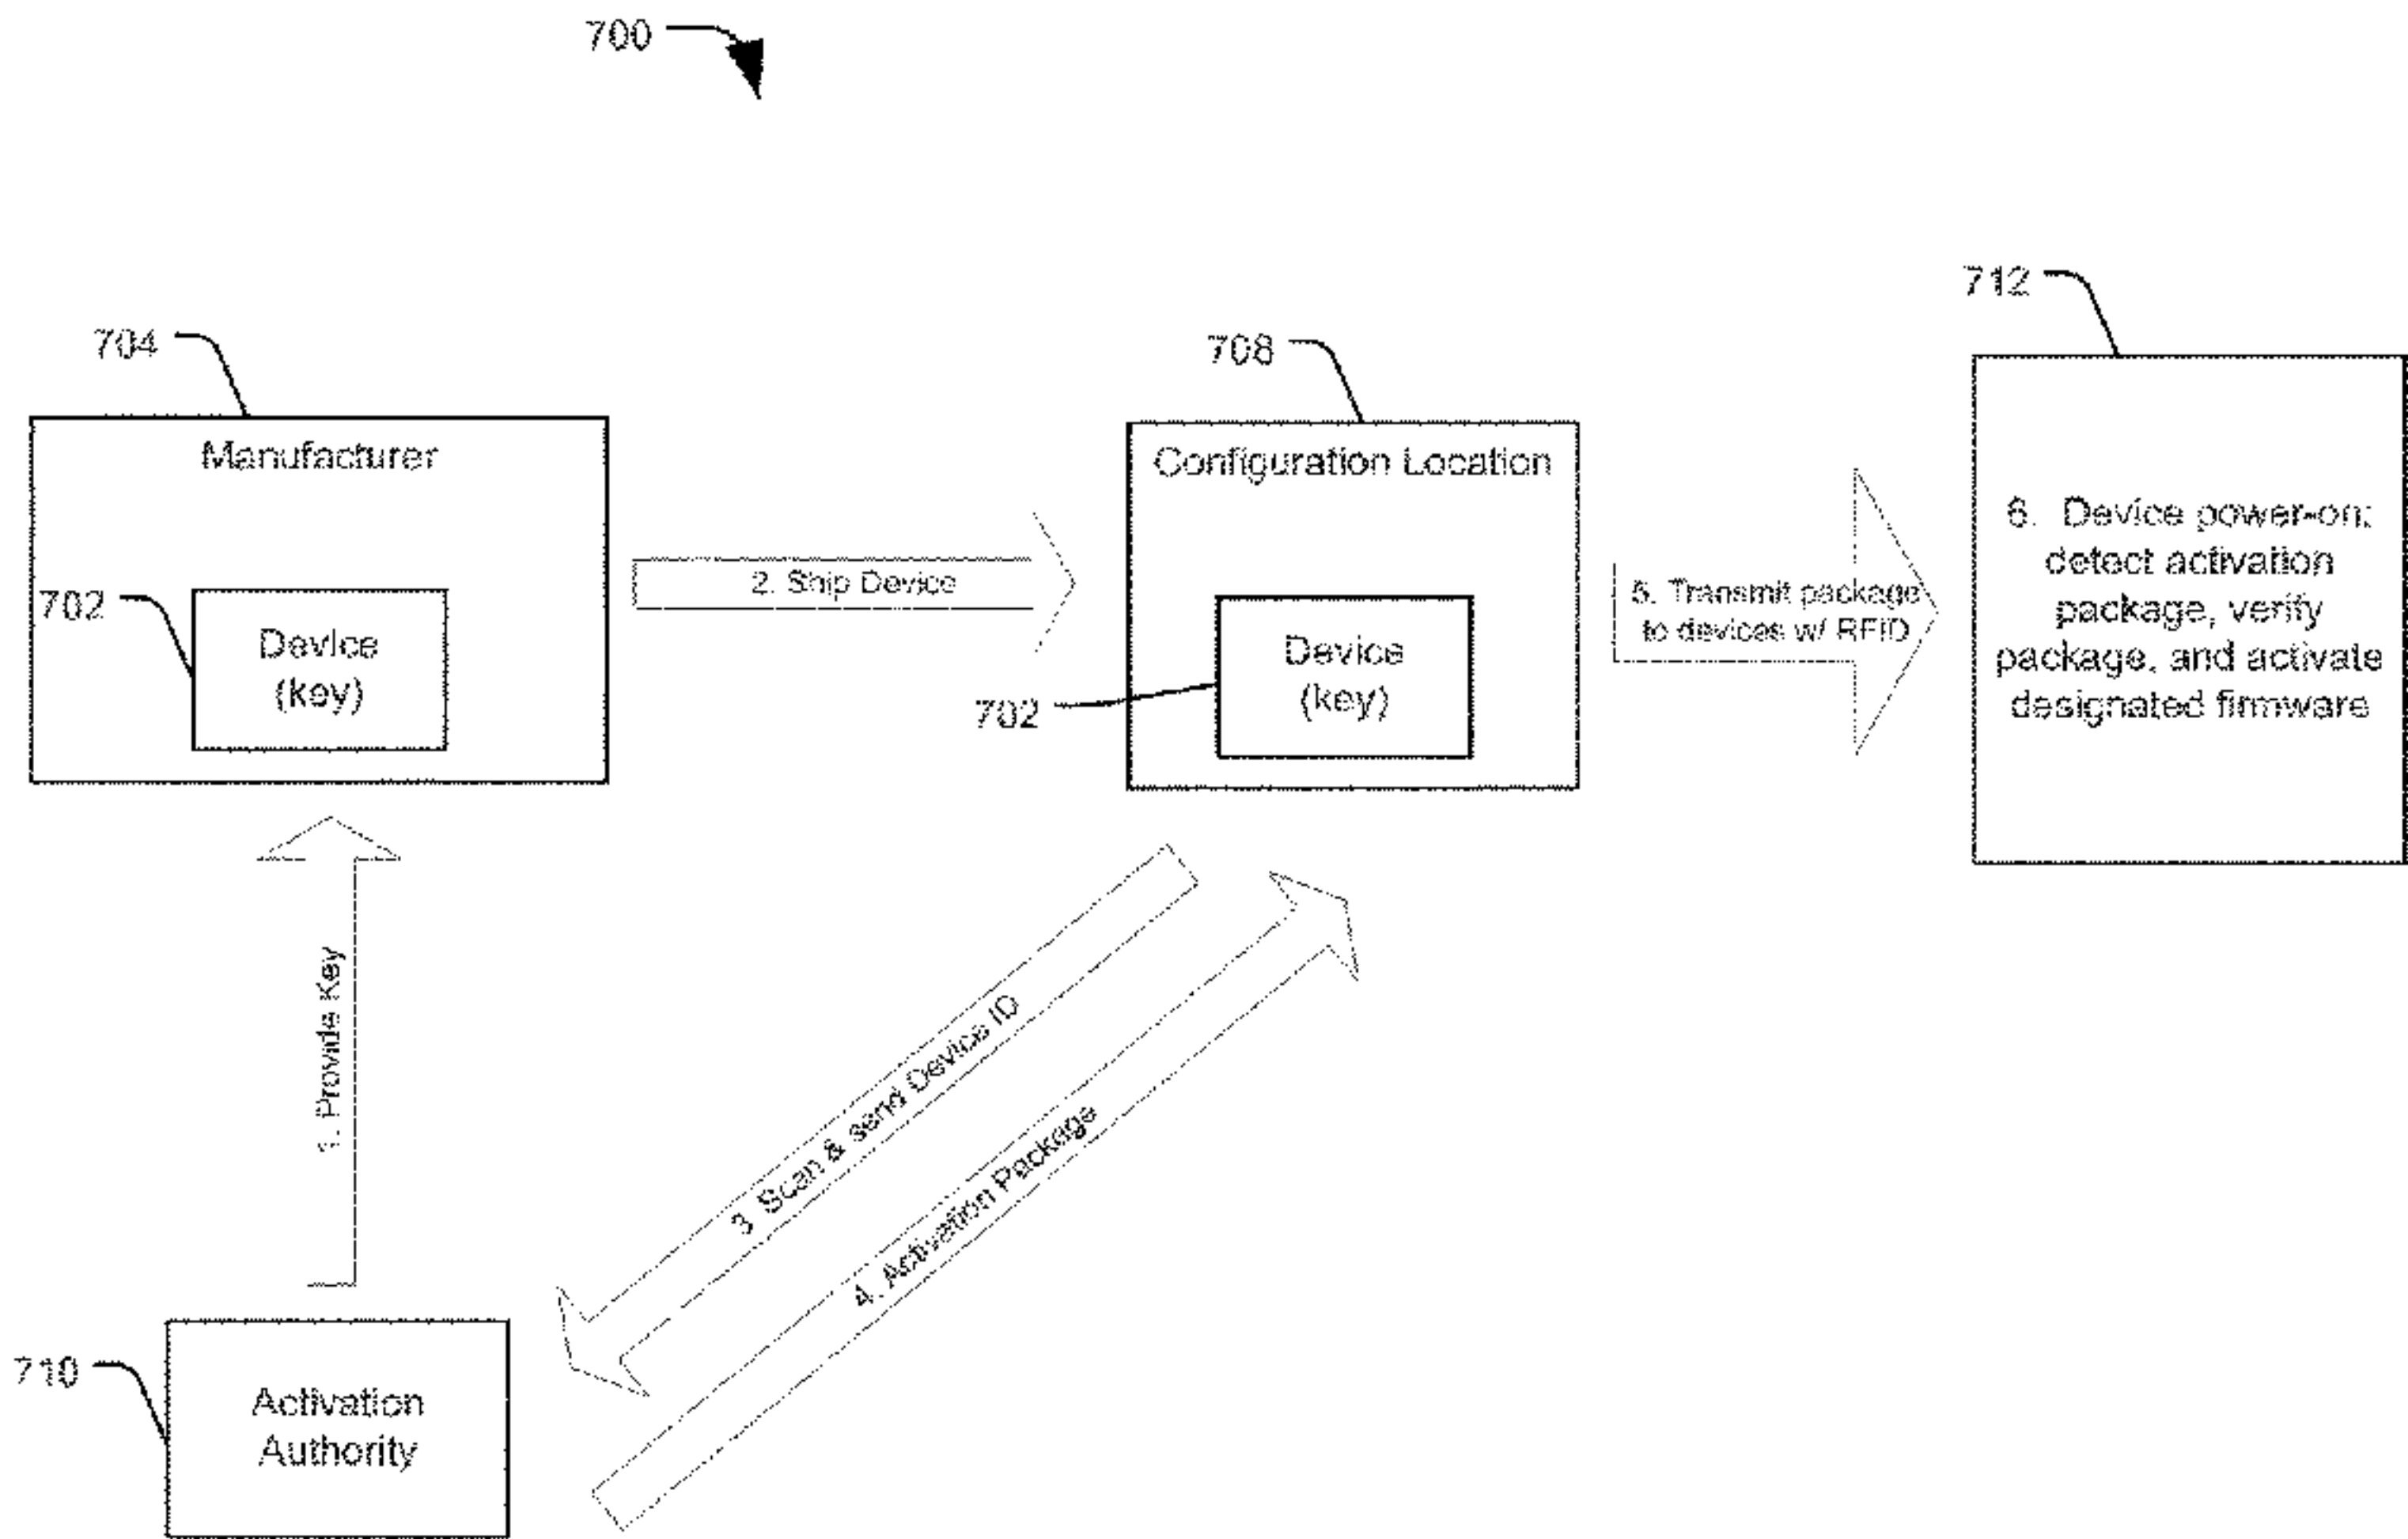 700
712
704
708
Manufacturer
Configuration Location
702
Device
(key)
2. Ship Device
702
Device
(key)
5. Transmit package
to devices w/ RFID
6. Device power-on;
detect activation
package, verify
package, and activate
designated firmware
1. Provide Key
3. Scan & send Device ID
4. Activation Package
710
Activation
Authority